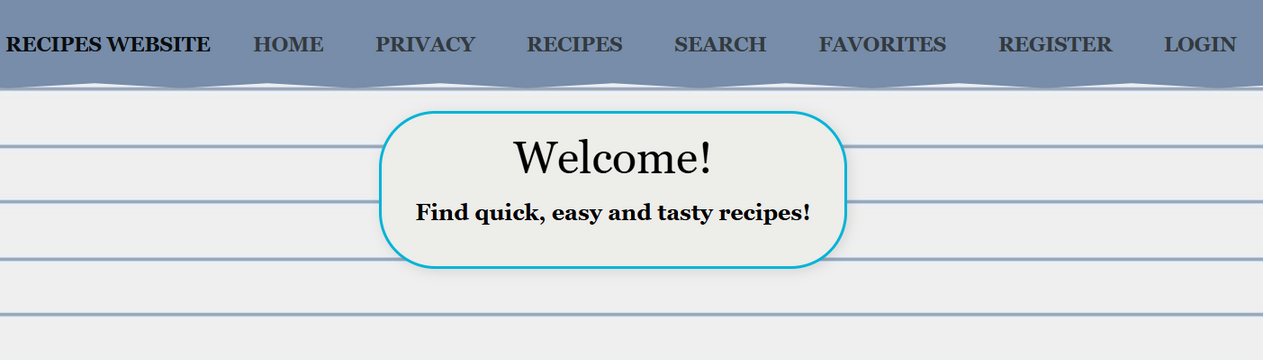 RECIPES WEBSITE HOME PRIVACY RECIPES SEARCH FAVORITES REGISTER LOGIN
Welcome!
Find quick, easy and tasty recipes!